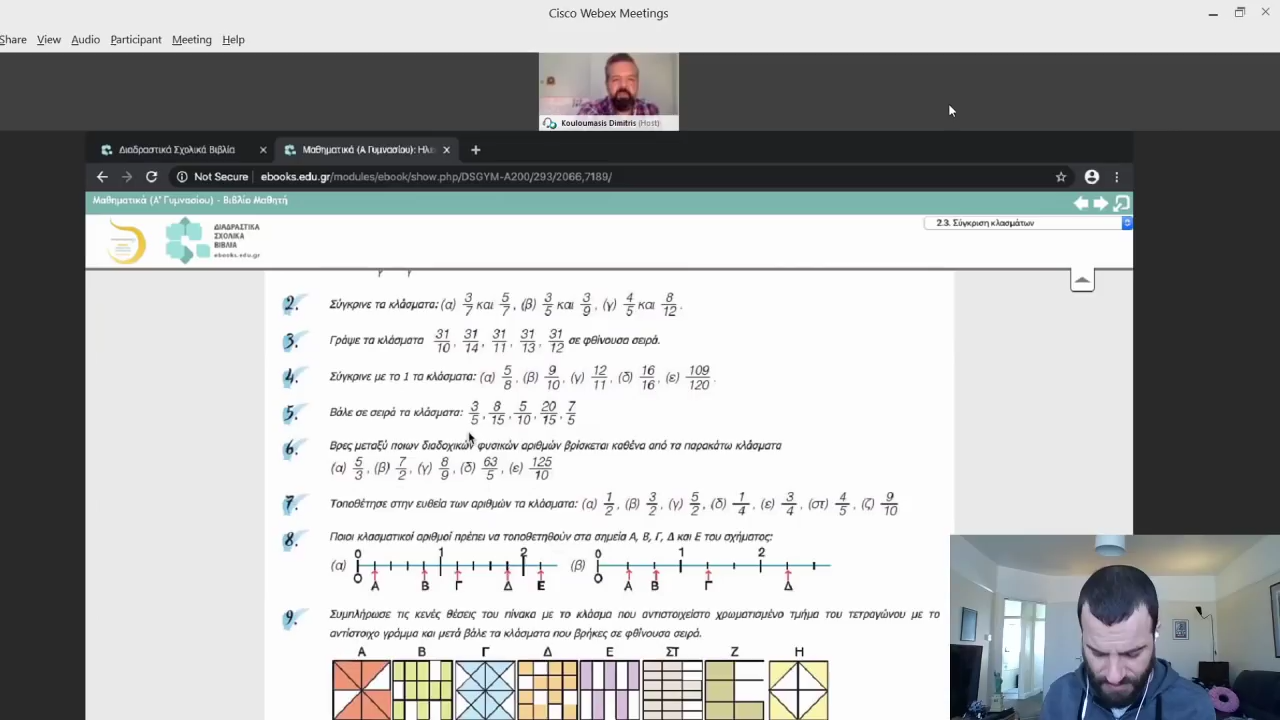 Cisco Webex Meetings
Share View Audio Participant Meeting Help
Kouloumasis Dimitris (Host)
Διαδραστικά Σχολικά Βιβλία
Μαθηματικά (Α Γυμνασίου): Ηλε
Not Secure ebooks.edu.gr/modules/ebook/show.php/DSGYM-A200/293/2066,7189/
Μαθηματικά (Α' Γυμνασίου) - Βιβλίο Μαθητή
ΔΙΑΔΡΑΣΤΙΚΑ
ΣΧΟΛΙΚΑ
ΒΙΒΛΙΑ
ebooks.edu.gr
2.3. Σύγκριση κλασμάτων
2. Σύγκρινε τα κλάσματα: (α) 3/7 και 5/7, (β) 3/5 και 3/9, (γ) 4/5 και 8/12.
3. Γράψε τα κλάσματα 31/10, 31/14, 31/11, 31/13, 31/12 σε φθίνουσα σειρά.
4. Σύγκρινε με το 1 τα κλάσματα: (α) 5/8, (β) 9/10, (γ) 12/11, (δ) 16/16, (ε) 109/120.
5. Βάλε σε σειρά τα κλάσματα: 3/5, 8/15, 5/10, 20/15, 7/5
6. Βρες μεταξύ ποιων διαδοχικών φυσικών αριθμών βρίσκεται καθένα από τα παρακάτω κλάσματα
(α) 5/3, (β) 7/2, (γ) 8/9, (δ) 63/5, (ε) 125/10
7. Τοποθέτησε στην ευθεία των αριθμών τα κλάσματα: (α) 1/2, (β) 3/2, (γ) 5/2, (δ) 1/4, (ε) 3/4, (στ) 4/5, (ζ) 9/10
8. Ποιοι κλασματικοί αριθμοί πρέπει να τοποθετηθούν στα σημεία Α, Β, Γ, Δ και Ε του σχήματος;
(α) 0 1 2 (β) 0 1 2
Ο Α Β Γ Δ Ε Ο Α Β Γ Δ
9. Συμπλήρωσε τις κενές θέσεις του πίνακα με το κλάσμα που αντιστοιχείστο χρωματισμένο τμήμα του τετραγώνου με το
αντίστοιχο γράμμα και μετά βάλε τα κλάσματα που βρήκες σε φθίνουσα σειρά.
Α Β Γ Δ Ε ΣΤ Ζ Η